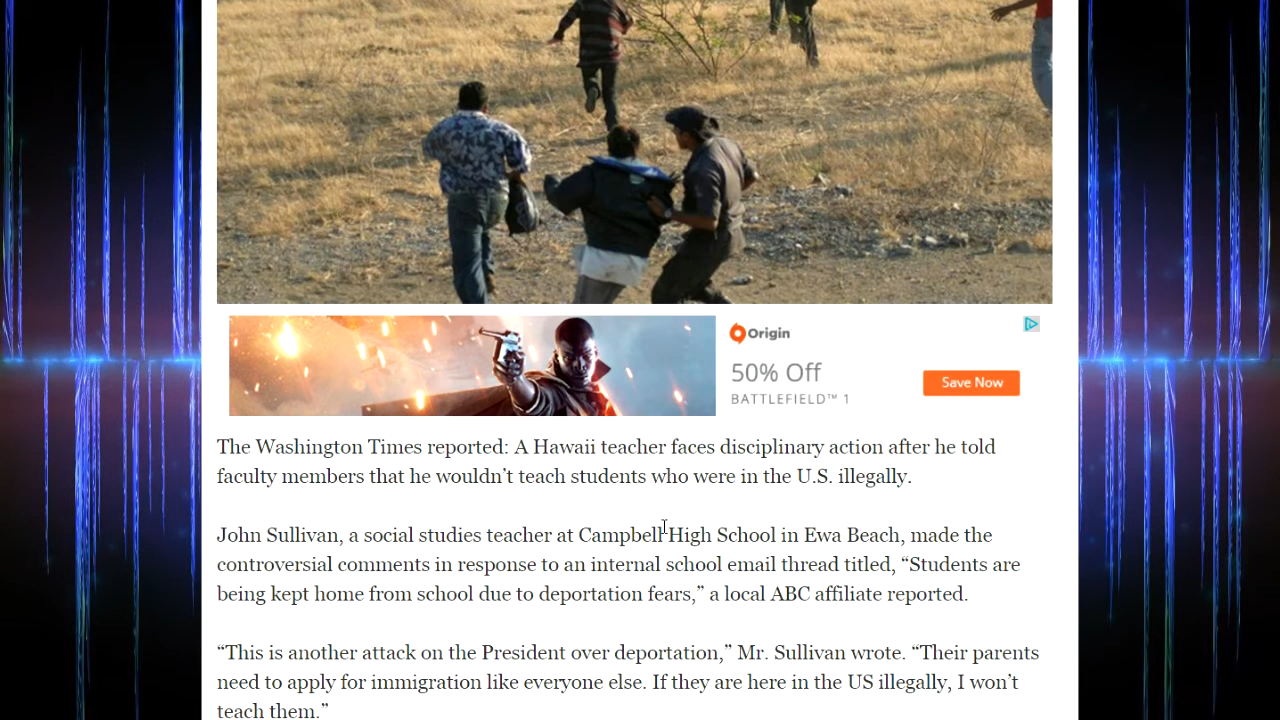 Origin
50% Off
BATTLEFIELD™ 1
Save Now
The Washington Times reported: A Hawaii teacher faces disciplinary action after he told
faculty members that he wouldn’t teach students who were in the U.S. illegally.
John Sullivan, a social studies teacher at Campbell High School in Ewa Beach, made the
controversial comments in response to an internal school email thread titled, “Students are
being kept home from school due to deportation fears,” a local ABC affiliate reported.
“This is another attack on the President over deportation,” Mr. Sullivan wrote. “Their parents
need to apply for immigration like everyone else. If they are here in the US illegally, I won’t
teach them.”